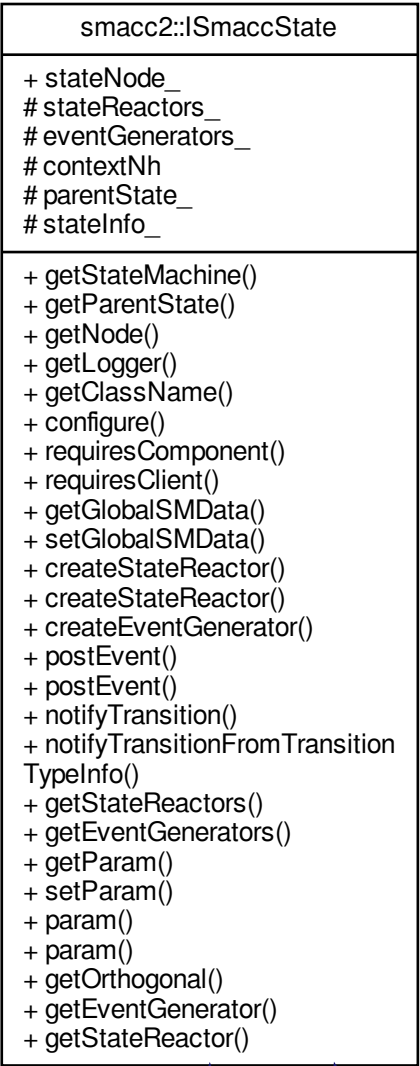 smacc2::ISmaccState
+ stateNode_
# stateReactors_
# eventGenerators_
# contextNh
# parentState_
# stateInfo_
+ getStateMachine()
+ getParentState()
+ getNode()
+ getLogger()
+ getClassName()
+ configure()
+ requiresComponent()
+ requiresClient()
+ getGlobalSMData()
+ setGlobalSMData()
+ createStateReactor()
+ createStateReactor()
+ createEventGenerator()
+ postEvent()
+ postEvent()
+ notifyTransition()
+ notifyTransitionFromTransition
TypeInfo()
+ getStateReactors()
+ getEventGenerators()
+ getParam()
+ setParam()
+ param()
+ param()
+ getOrthogonal()
+ getEventGenerator()
+ getStateReactor()